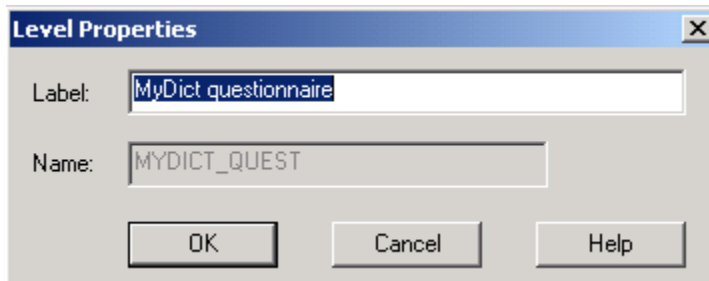 Level Properties
Label: MyDict questionnaire
Name: MYDICT_QUEST
OK Cancel Help